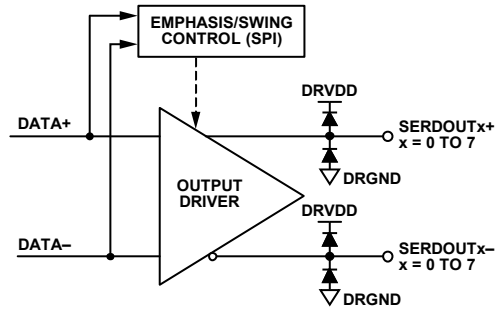 EMPHASIS/SWING
CONTROL (SPI)
DRVDD
DATA+
SERDOUTx+
x = 0 TO 7
OUTPUT
DRIVER
DRGND
DRVDD
DATA–
SERDOUTx–
x = 0 TO 7
DRGND